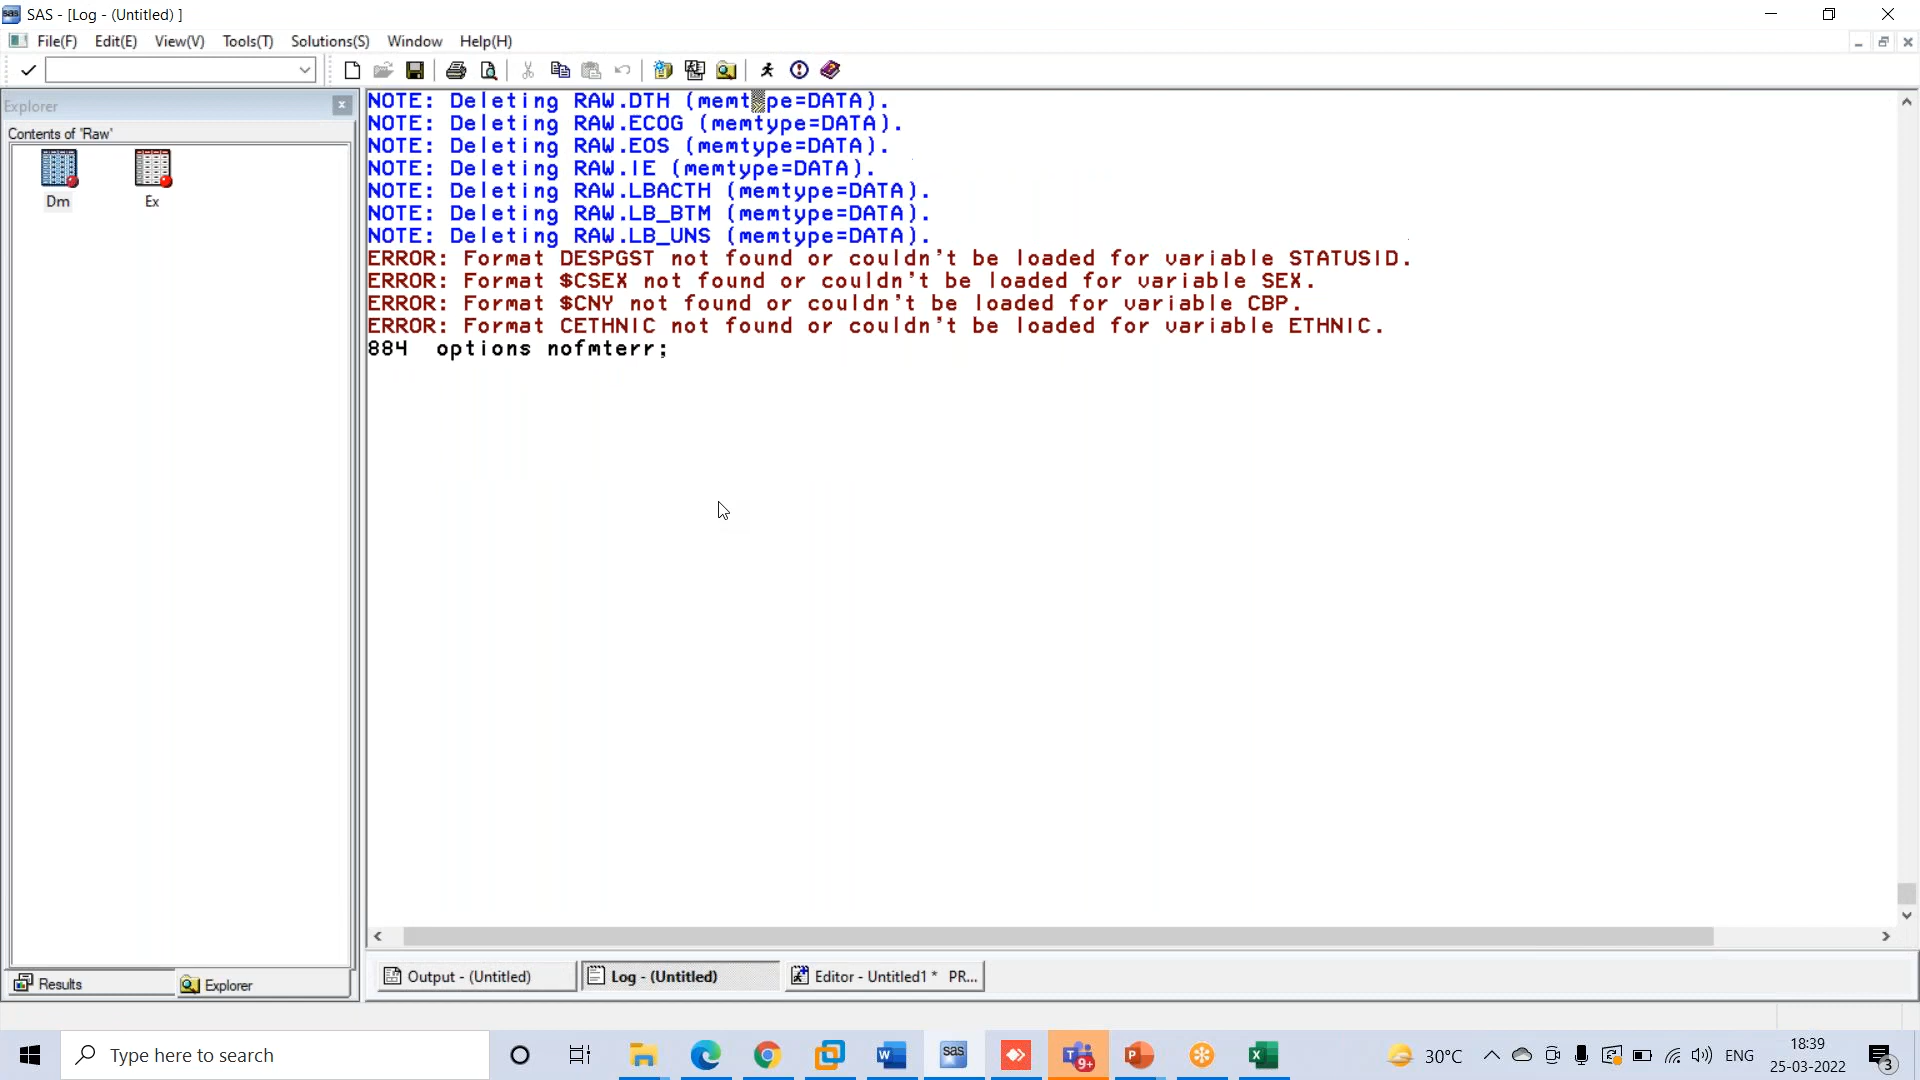 SAS - [Log - (Untitled) ]
File(F) Edit(E) View(V) Tools(T) Solutions(S) Window Help(H)
Explorer
Contents of 'Raw'
Dm Ex
NOTE: Deleting RAW.DTH (memtype=DATA).
NOTE: Deleting RAW.ECOG (memtype=DATA).
NOTE: Deleting RAW.EOS (memtype=DATA).
NOTE: Deleting RAW.IE (memtype=DATA).
NOTE: Deleting RAW.LBACTH (memtype=DATA).
NOTE: Deleting RAW.LB_BTM (memtype=DATA).
NOTE: Deleting RAW.LB_UNS (memtype=DATA).
ERROR: Format DESPGST not found or couldn't be loaded for variable STATUSID.
ERROR: Format $CSEX not found or couldn't be loaded for variable SEX.
ERROR: Format $CNY not found or couldn't be loaded for variable CBP.
ERROR: Format CETHNIC not found or couldn't be loaded for variable ETHNIC.
884 options nofmterr;
Results Explorer
Output - (Untitled) Log - (Untitled) Editor - Untitled1 * PR...
Type here to search
30°C ENG
18:39
25-03-2022
3